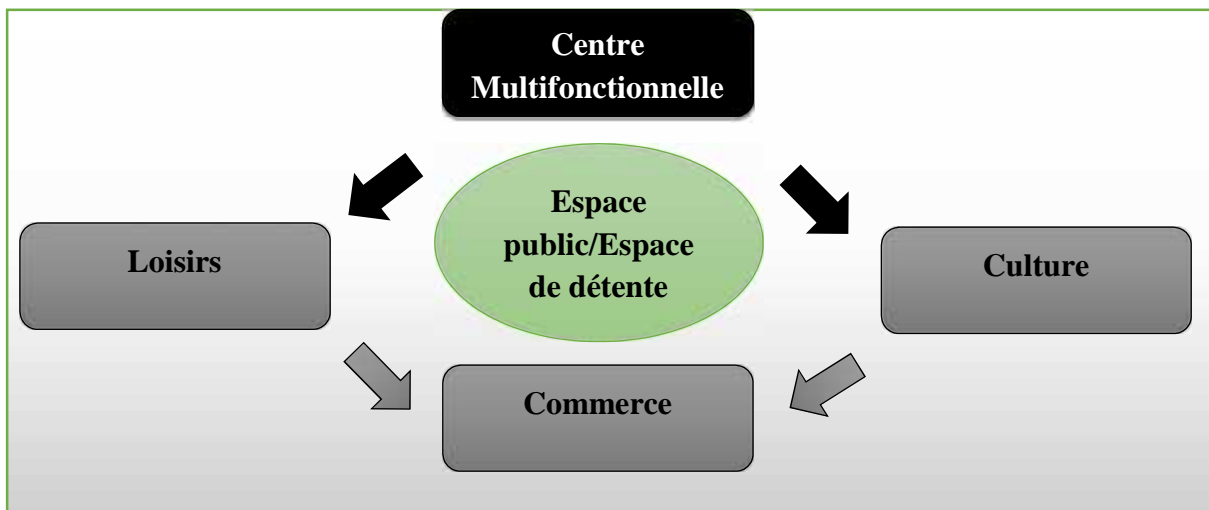 Centre
Multifonctionnelle
Espace
public/Espace
de détente
Loisirs
Culture
Commerce